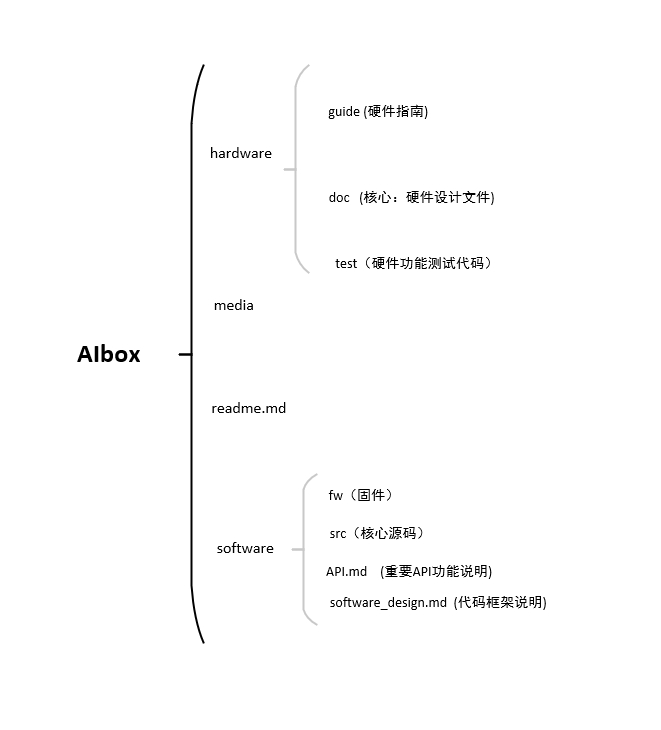 AIbox
hardware
guide (硬件指南)
doc (核心：硬件设计文件)
test（硬件功能测试代码）
media
readme.md
software
fw（固件）
src（核心源码）
API.md (重要API功能说明)
software_design.md (代码框架说明)